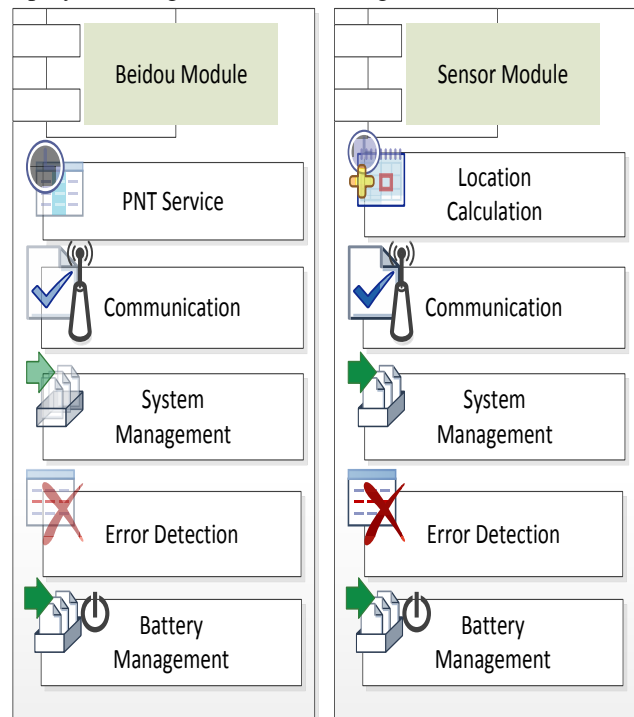 Beidou Module
PNT Service
Communication
System
Management
Error Detection
Battery
Management
Sensor Module
Location
Calculation
Communication
System
Management
Error Detection
Battery
Management